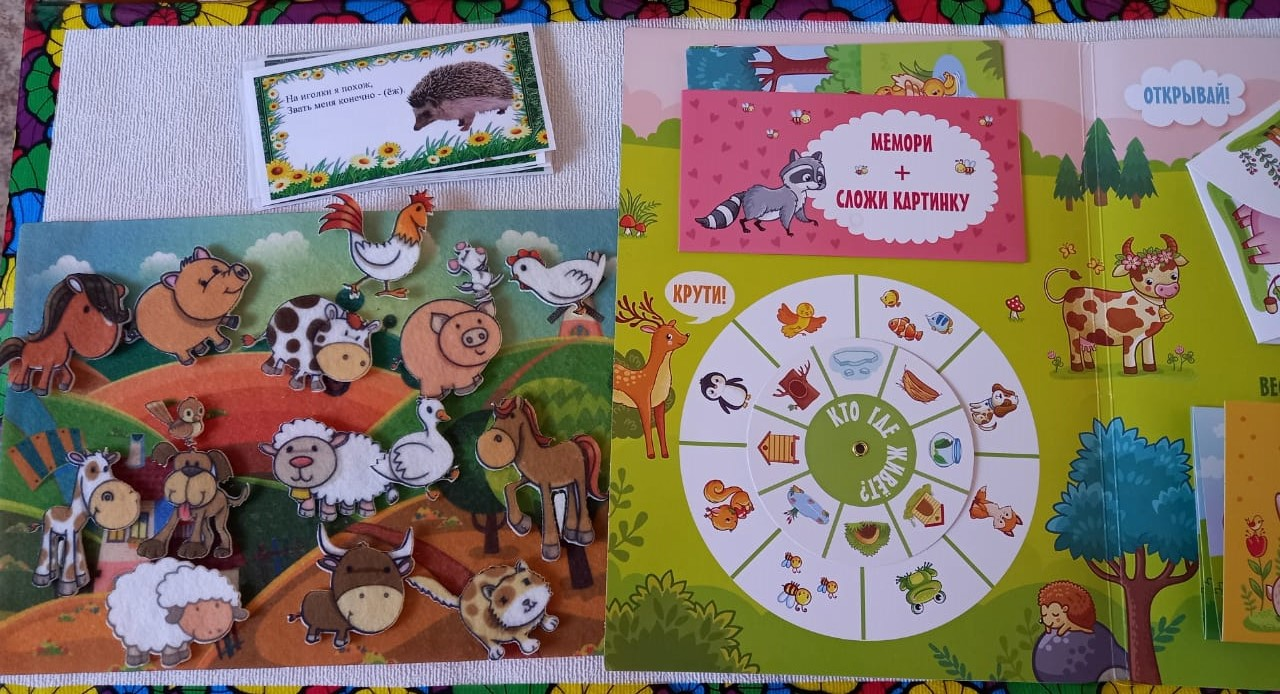 На иголки я похож,
Звать меня конечно - (ёж)
МЕМОРИ
+
СЛОЖИ КАРТИНКУ
ОТКРЫВАЙ!
КРУТИ!
КТО ГДЕ ЖИВЁТ?